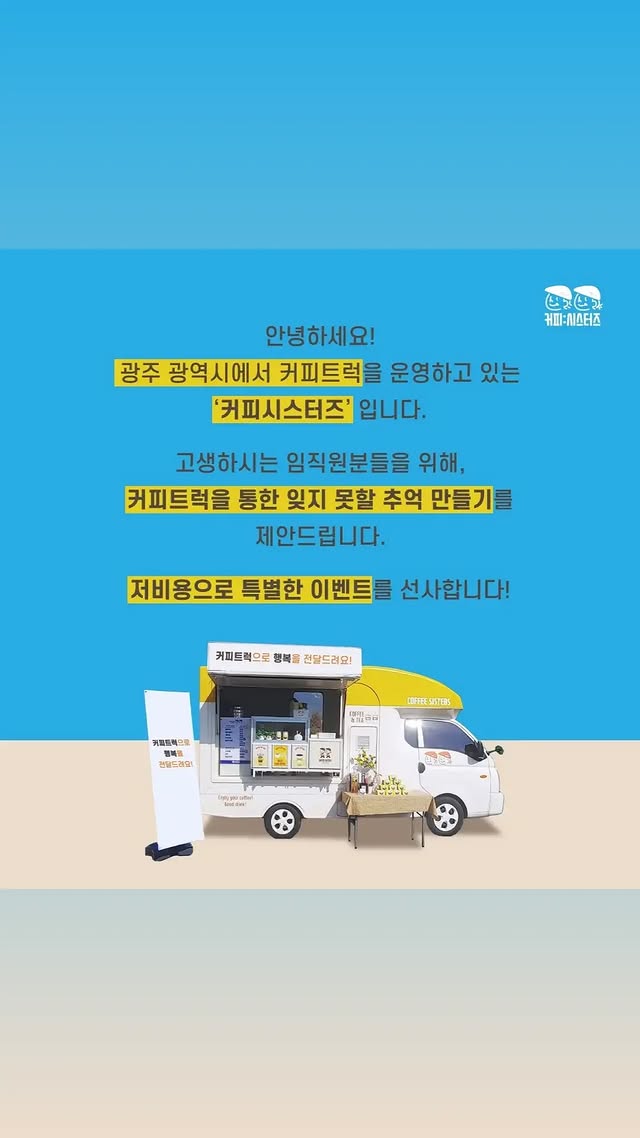 커피:시스터즈
안녕하세요!
광주 광역시에서 커피트럭을 운영하고 있는
‘커피시스터즈’ 입니다.
고생하시는 임직원분들을 위해,
커피트럭을 통한 잊지 못할 추억 만들기를
제안드립니다.
저비용으로 특별한 이벤트를 선사합니다!
커피트럭으로 행복을 전달드려요!
COFFEE SISTERS
커피트럭으로
행복을
전달드려요!
Enjoy your coffee!
Good drink!